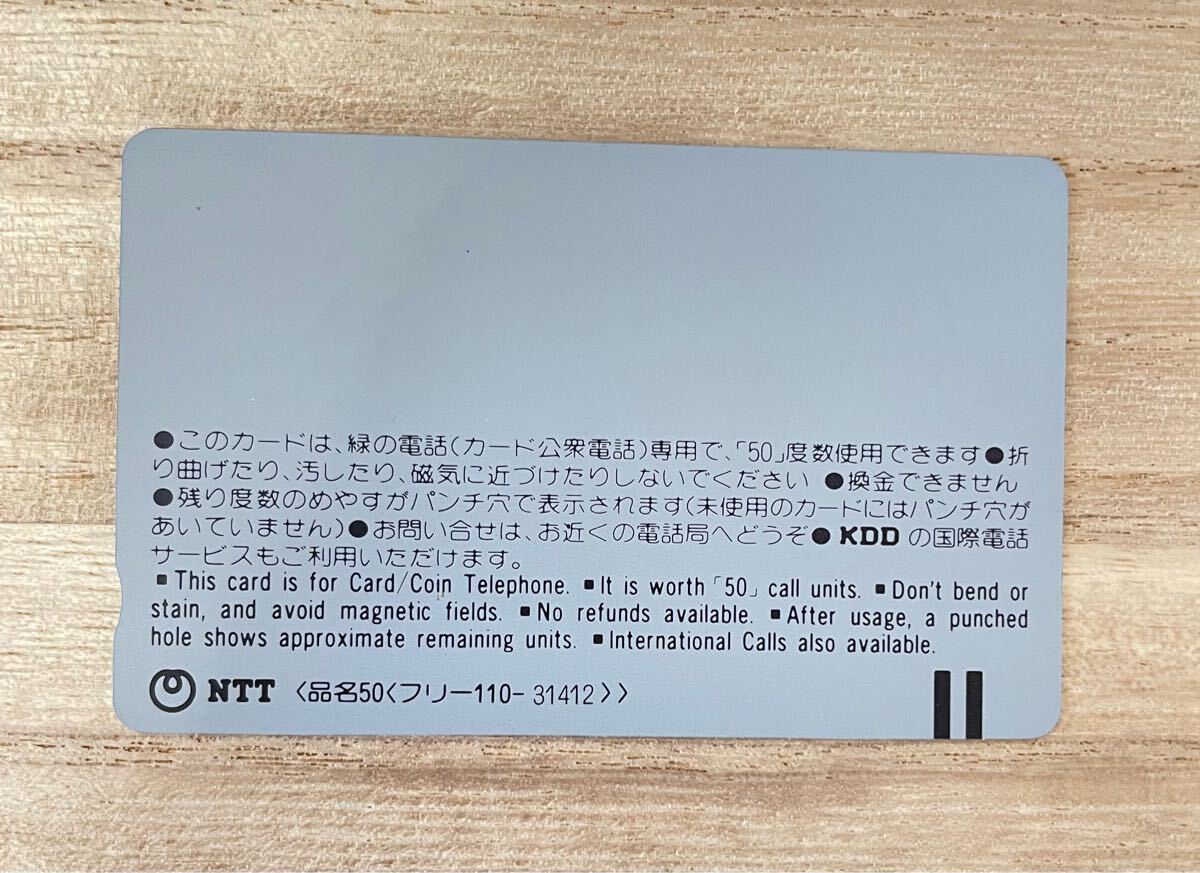 ●このカードは、緑の電話(カード公衆電話)専用で、「50」度数使用できます●折
り曲げたり、汚したり、磁気に近づけたりしないでください ●換金できません
●残り度数のめやすがパンチ穴で表示されます(未使用のカードにはパンチ穴が
あいていません)●お問い合せは、お近くの電話局へどうぞ●KDDの国際電話
サービスもご利用いただけます。
■This card is for Card/Coin Telephone. ■It is worth「50」call units. ■Don't bend or
stain, and avoid magnetic fields. ■No refunds available. ■After usage, a punched
hole shows approximate remaining units. ■International Calls also available.
NTT 〈品名50〈フリー110-31412〉〉